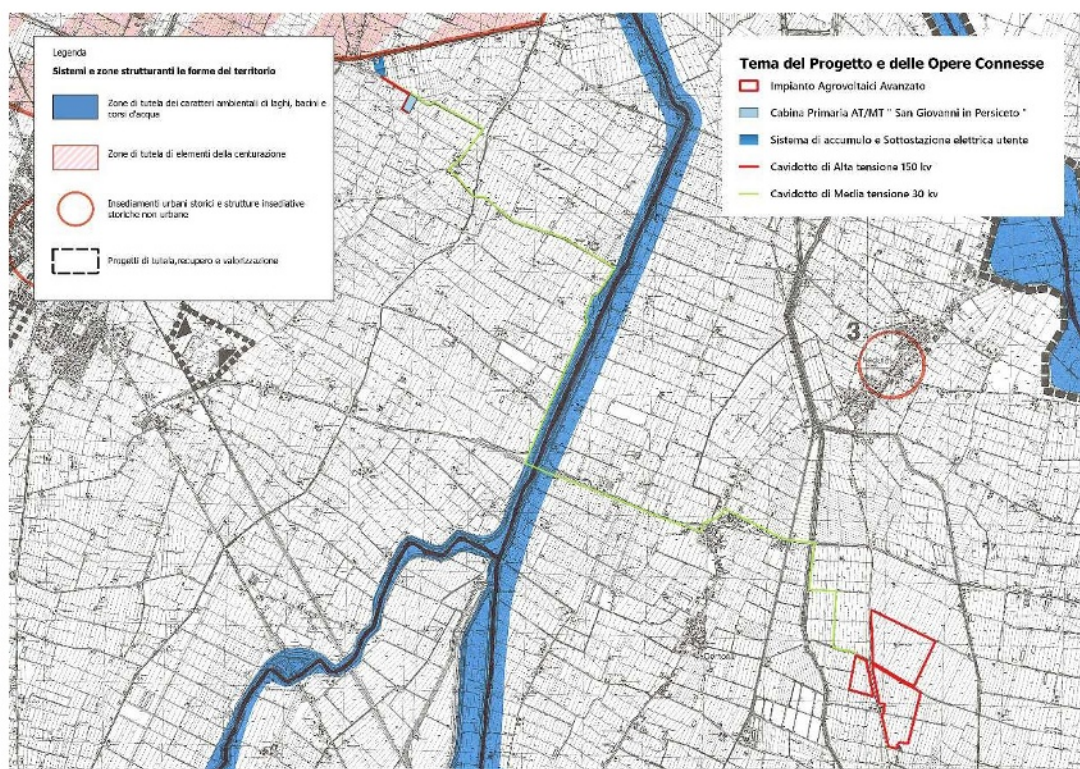 Legenda
Sistemi e zone strutturanti le forme del territorio
Zone di tutela dei caratteri ambientali di laghi, bacini e
corsi d'acqua
Zone di tutela di elementi della centurazione
Insediamenti urbani storici e strutture insediative
storiche non urbane
Progetti di tutela,recupero e valorizzazione
Tema del Progetto e delle Opere Connesse
Impianto Agrovoltaici Avanzato
Cabina Primaria AT/MT " San Giovanni in Persiceto "
Sistema di accumulo e Sottostazione elettrica utente
Cavidotto di Alta tensione 150 kv
Cavidotto di Media tensione 30 kv
3